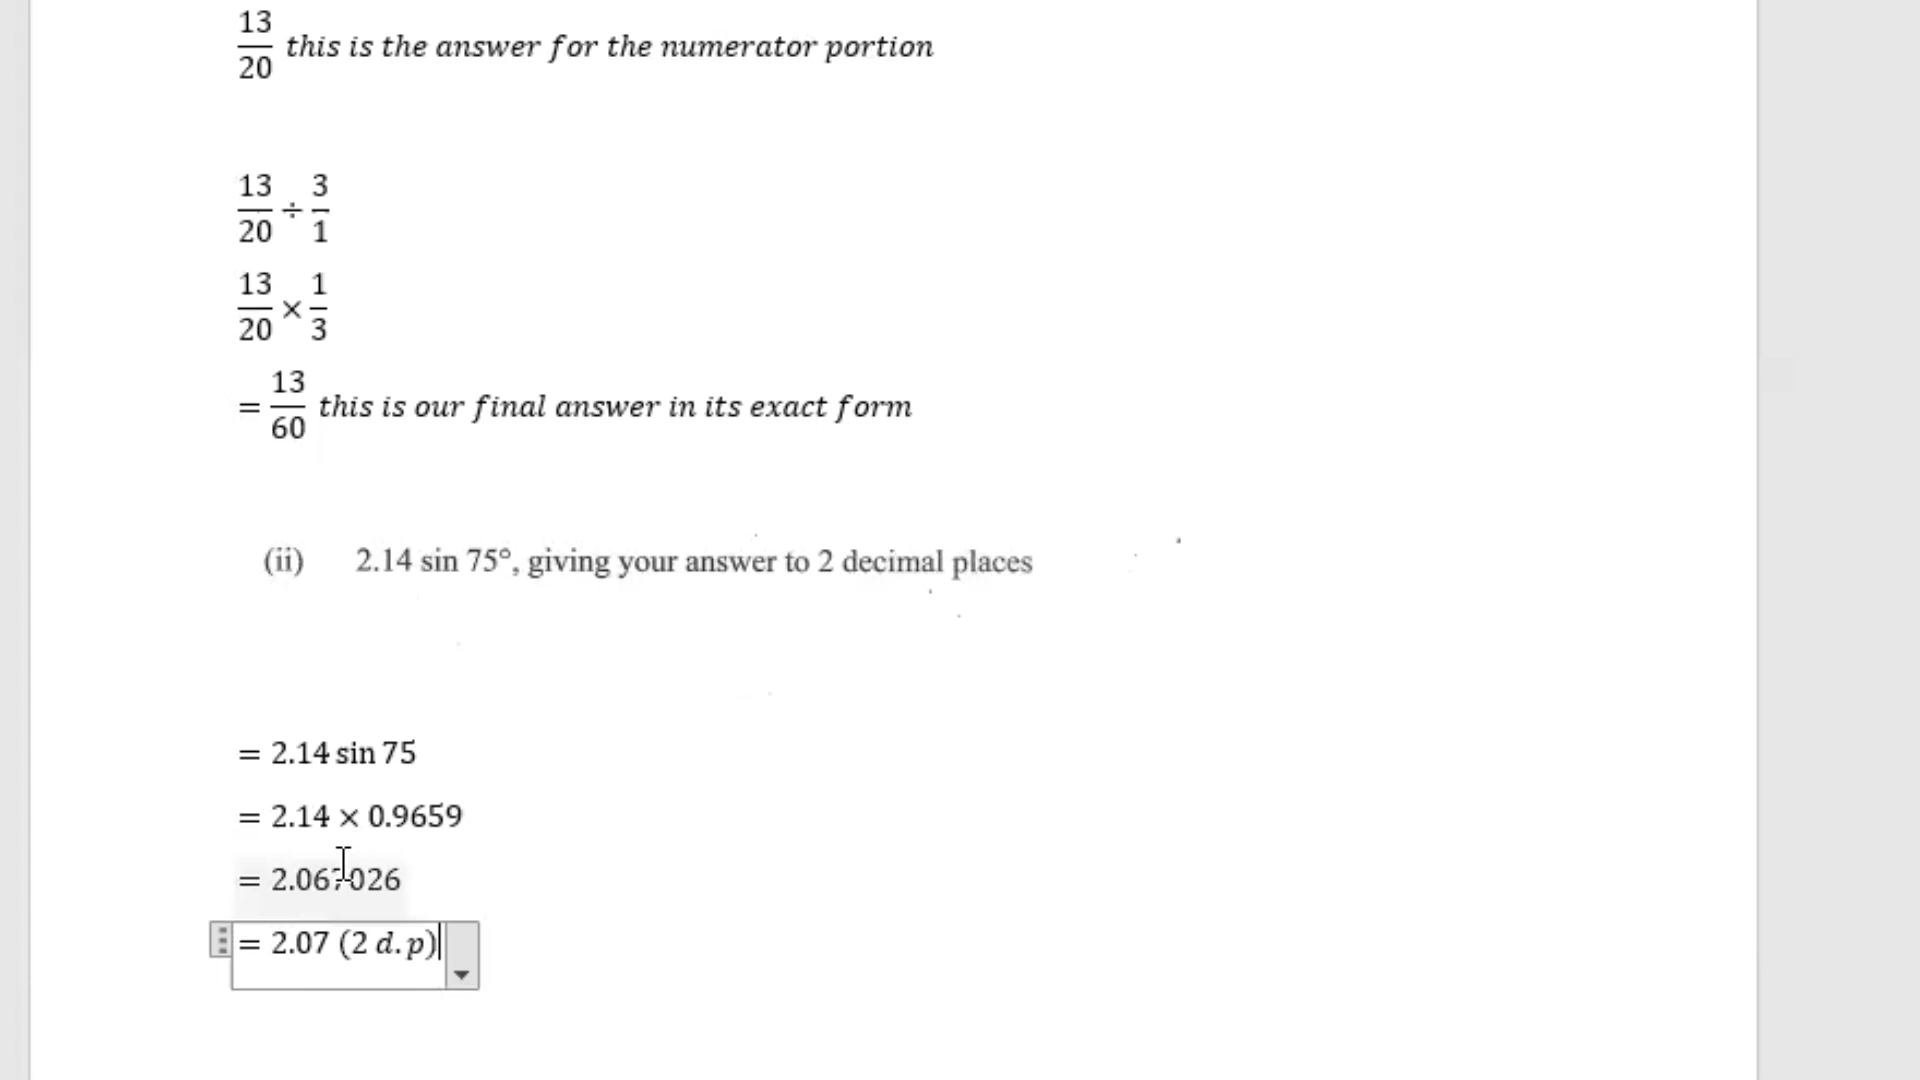 13/20 this is the answer for the numerator portion
13/20 ÷ 3/1
13/20 × 1/3
= 13/60 this is our final answer in its exact form
(ii) 2.14 sin 75°, giving your answer to 2 decimal places
= 2.14 sin 75
= 2.14 × 0.9659
= 2.067026
= 2.07 (2 d.p)